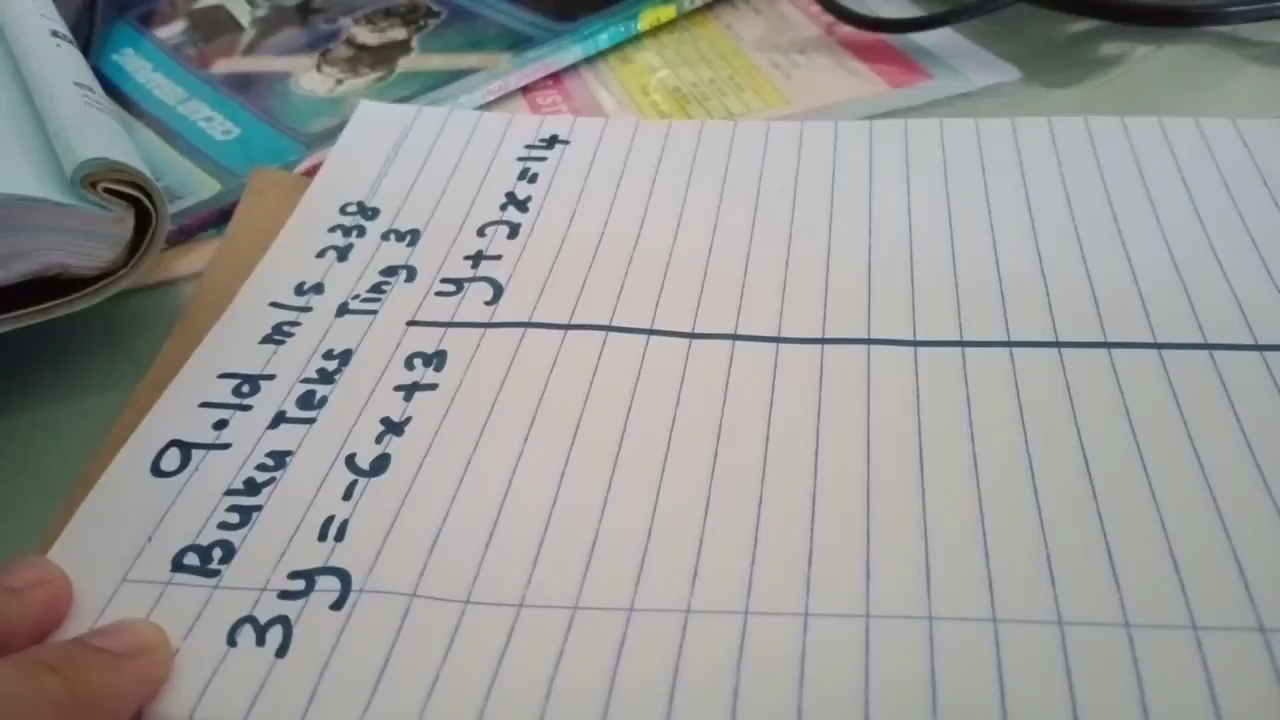 9.1d m/s 238
Buku Teks Ting 3
3y = -6x + 3
y + 2x = 14